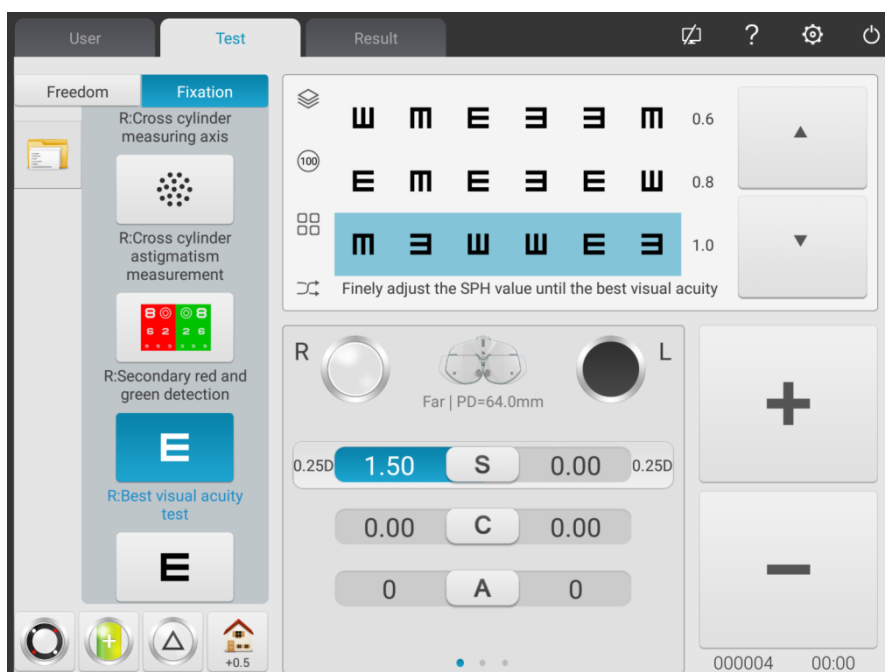 User
Test
Result
?
Freedom
Fixation
R:Cross cylinder
measuring axis
R:Cross cylinder
astigmatism
measurement
8 8
6 2 2 6
R:Secondary red and
green detection
E
R:Best visual acuity
test
E
+0.5
100
Ш m E Ǝ Ǝ m 0.6
E m E Ǝ E Ш 0.8
m Ǝ Ш Ш E Ǝ 1.0
Finely adjust the SPH value until the best visual acuity
R
L
Far | PD=64.0mm
0.25D 1.50 S 0.00 0.25D
0.00 C 0.00
0 A 0
+
−
000004 00:00